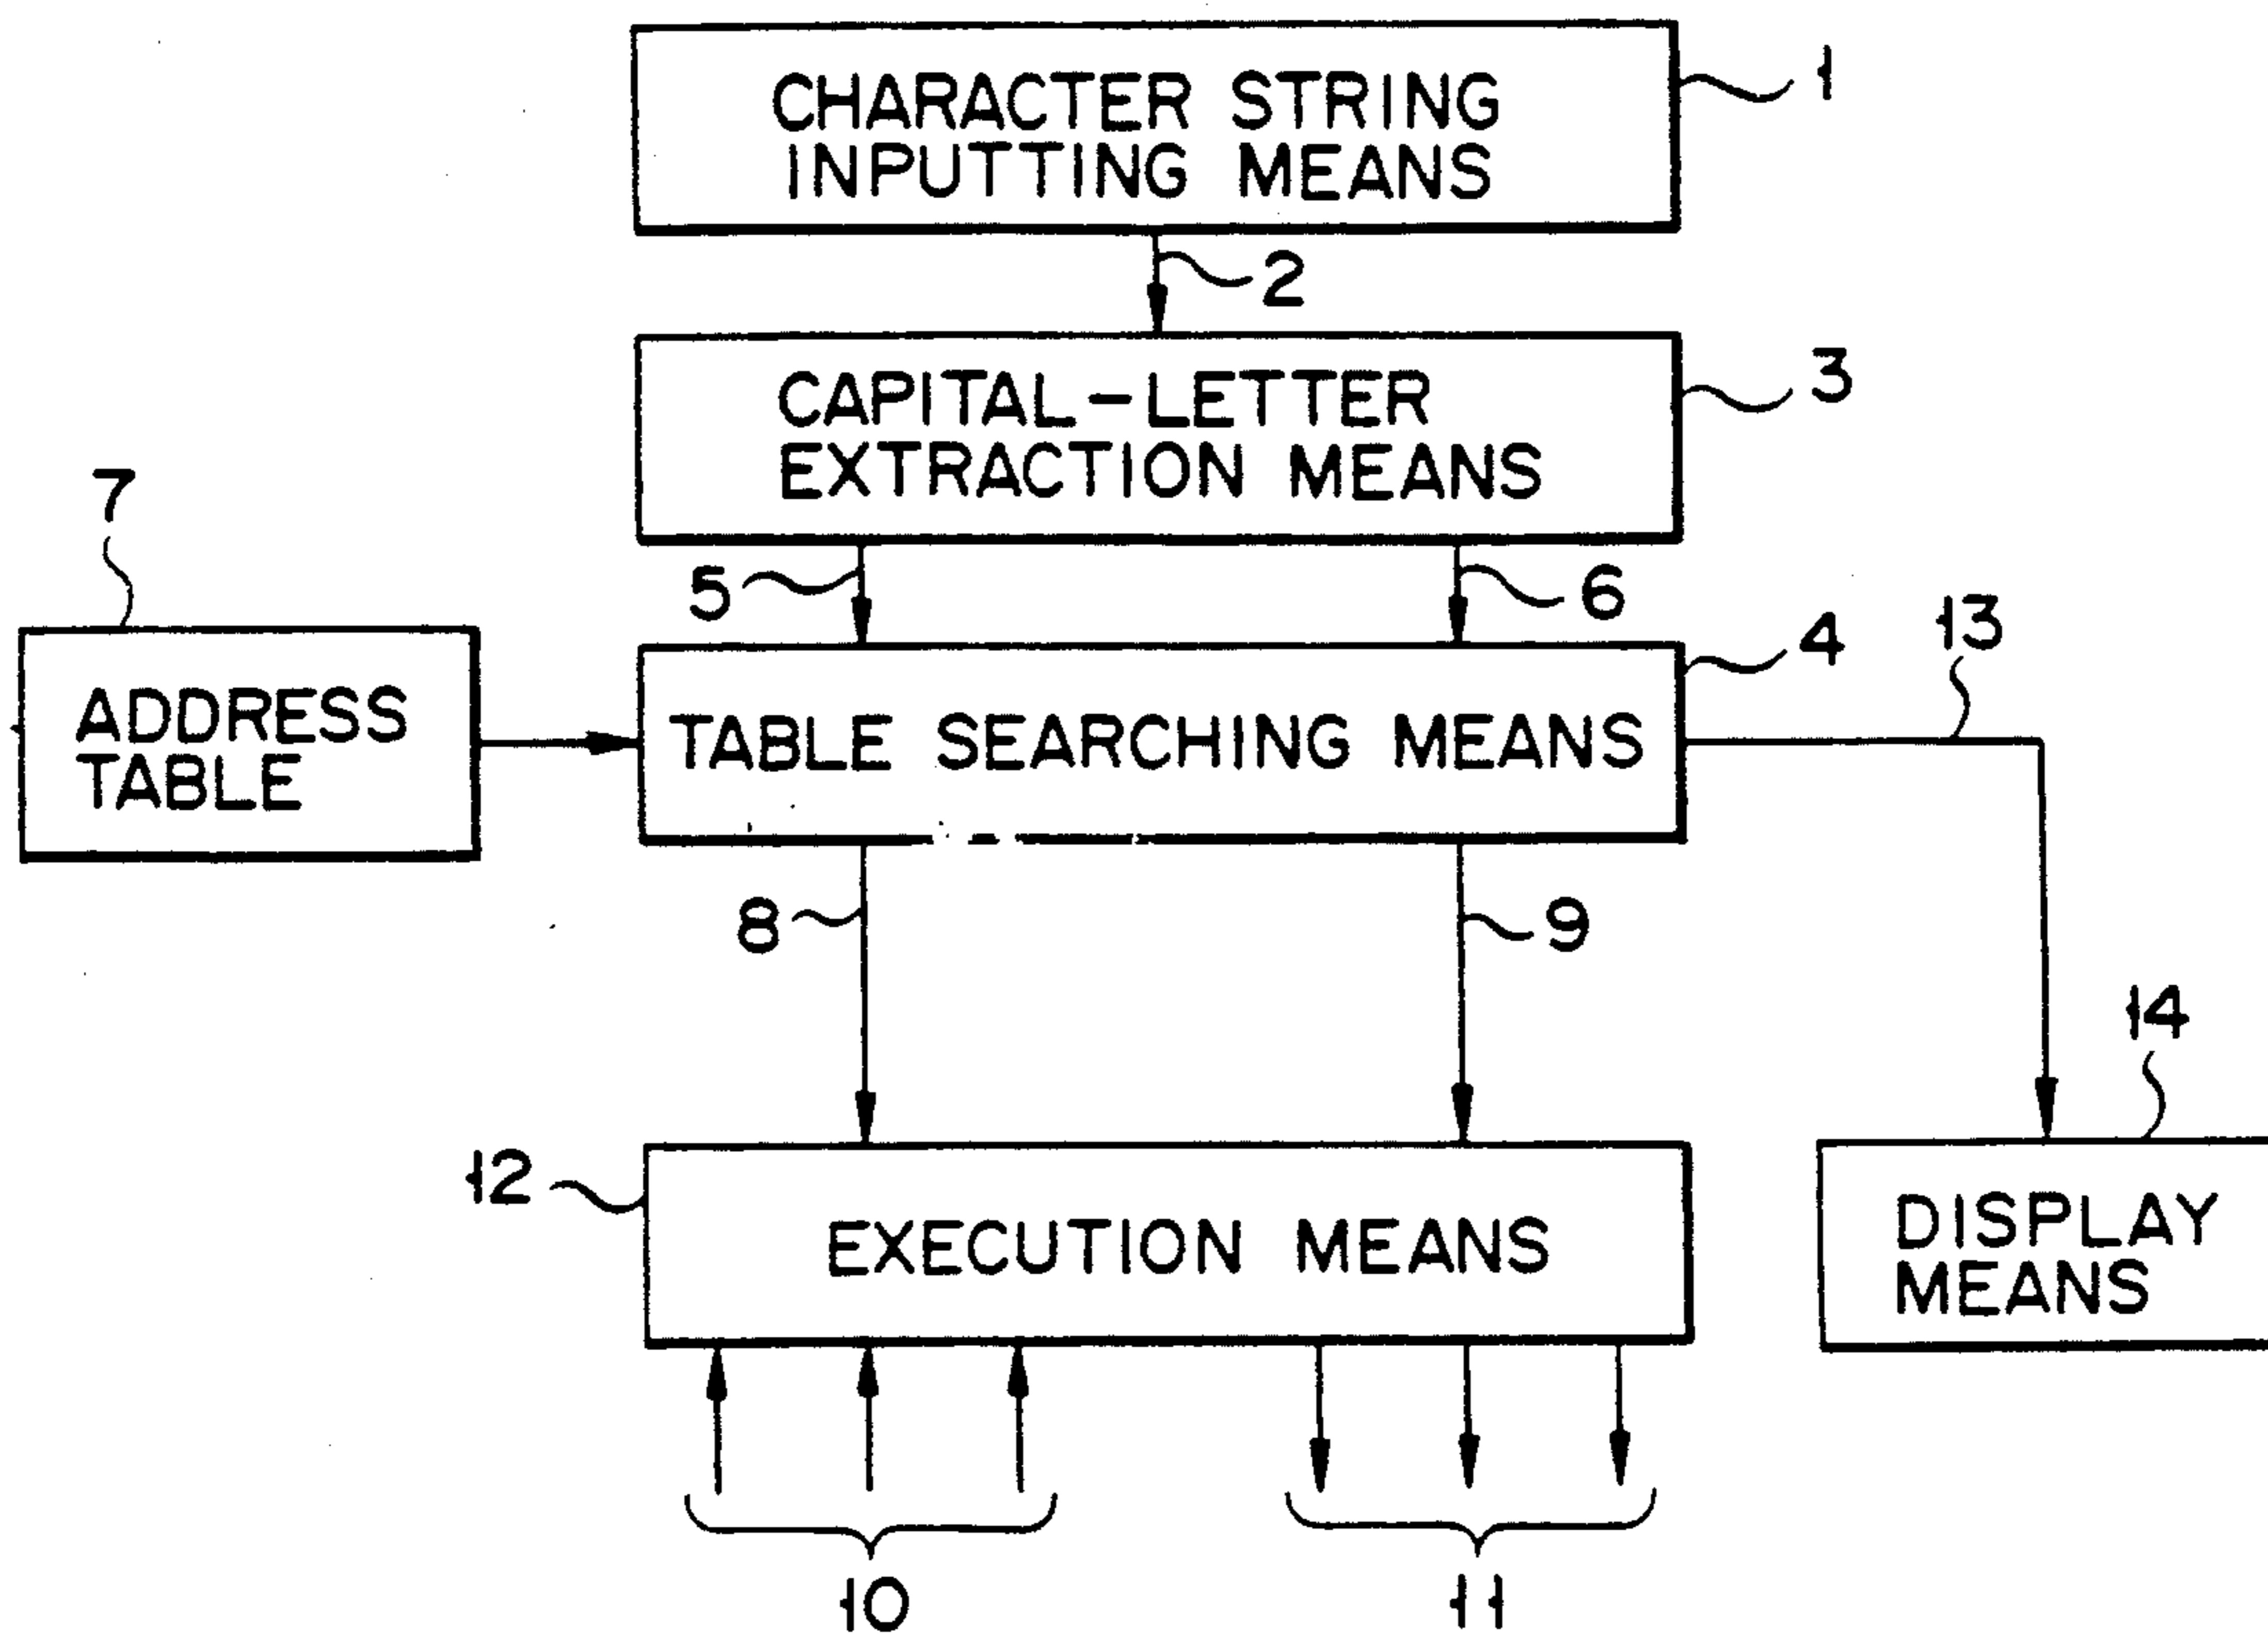 CHARACTER STRING
INPUTTING MEANS
1
2
CAPITAL-LETTER
EXTRACTION MEANS
3
7
5
6
4
13
ADDRESS
TABLE
TABLE SEARCHING MEANS
8
9
14
12
EXECUTION MEANS
DISPLAY
MEANS
10
11